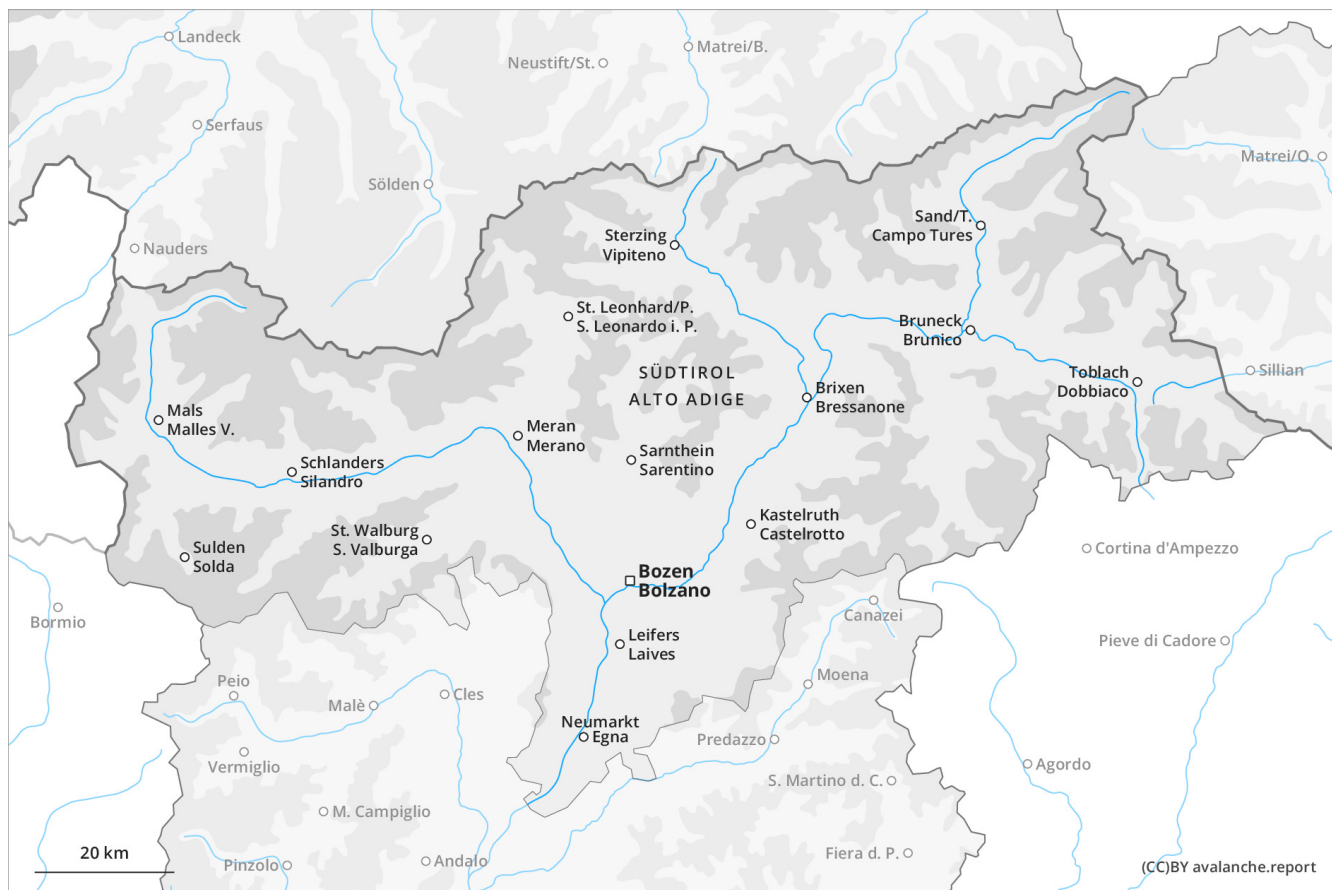 Landeck
Matrei/B.
Neustift/St.
Serfaus
Matrei/O.
Sölden
Sand/T.
Campo Tures
Sterzing
Vipiteno
Nauders
St. Leonhard/P.
S. Leonardo i. P.
Bruneck
Brunico
SÜDTIROL
ALTO ADIGE
Toblach
Dobbiaco
Sillian
Brixen
Bressanone
Mals
Malles V.
Meran
Merano
Schlanders
Silandro
Sarnthein
Sarentino
Kastelruth
Castelrotto
St. Walburg
S. Valburga
Sulden
Solda
Cortina d'Ampezzo
Bozen
Bolzano
Bormio
Canazei
Leifers
Laives
Pieve di Cadore
Peio
Moena
Cles
Malè
Neumarkt
Egna
Predazzo
Vermiglio
Agordo
S. Martino d. C.
M. Campiglio
20 km
Pinzolo
Andalo
Fiera d. P.
(CC)BY avalanche.report